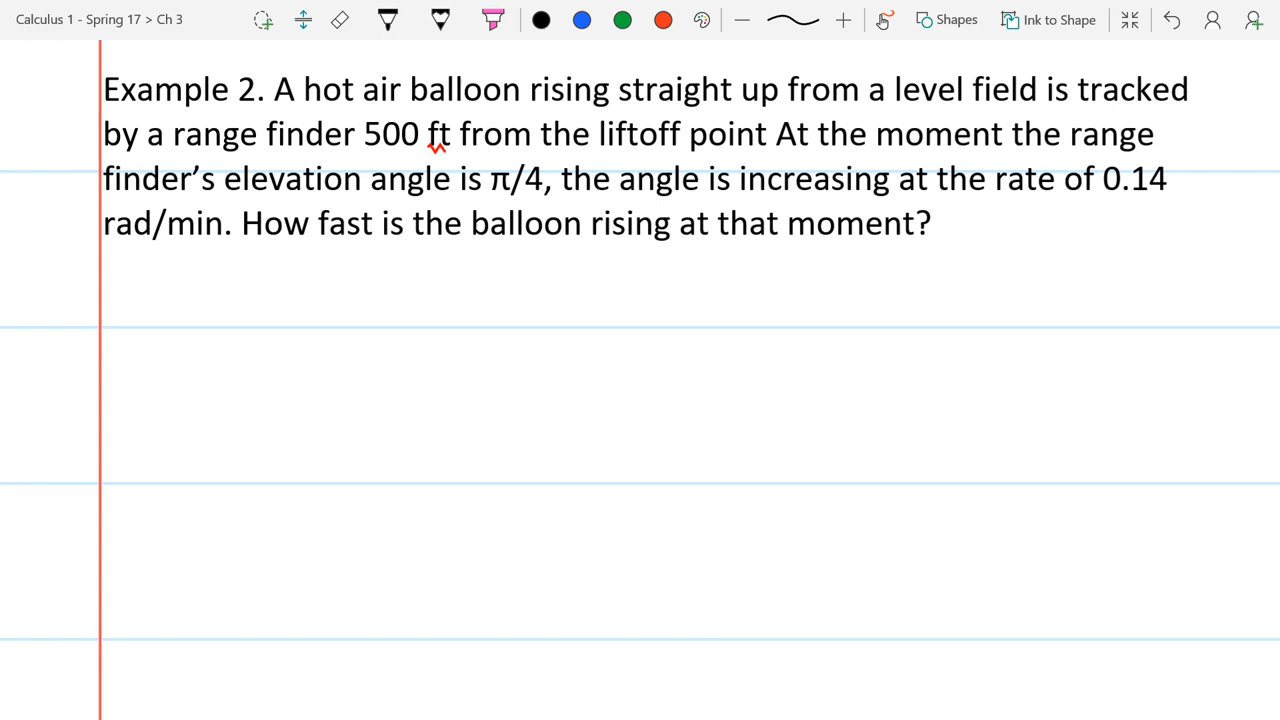 Calculus 1 - Spring 17 > Ch 3
Shapes
Ink to Shape
Example 2. A hot air balloon rising straight up from a level field is tracked
by a range finder 500 ft from the liftoff point At the moment the range
finder’s elevation angle is π/4, the angle is increasing at the rate of 0.14
rad/min. How fast is the balloon rising at that moment?